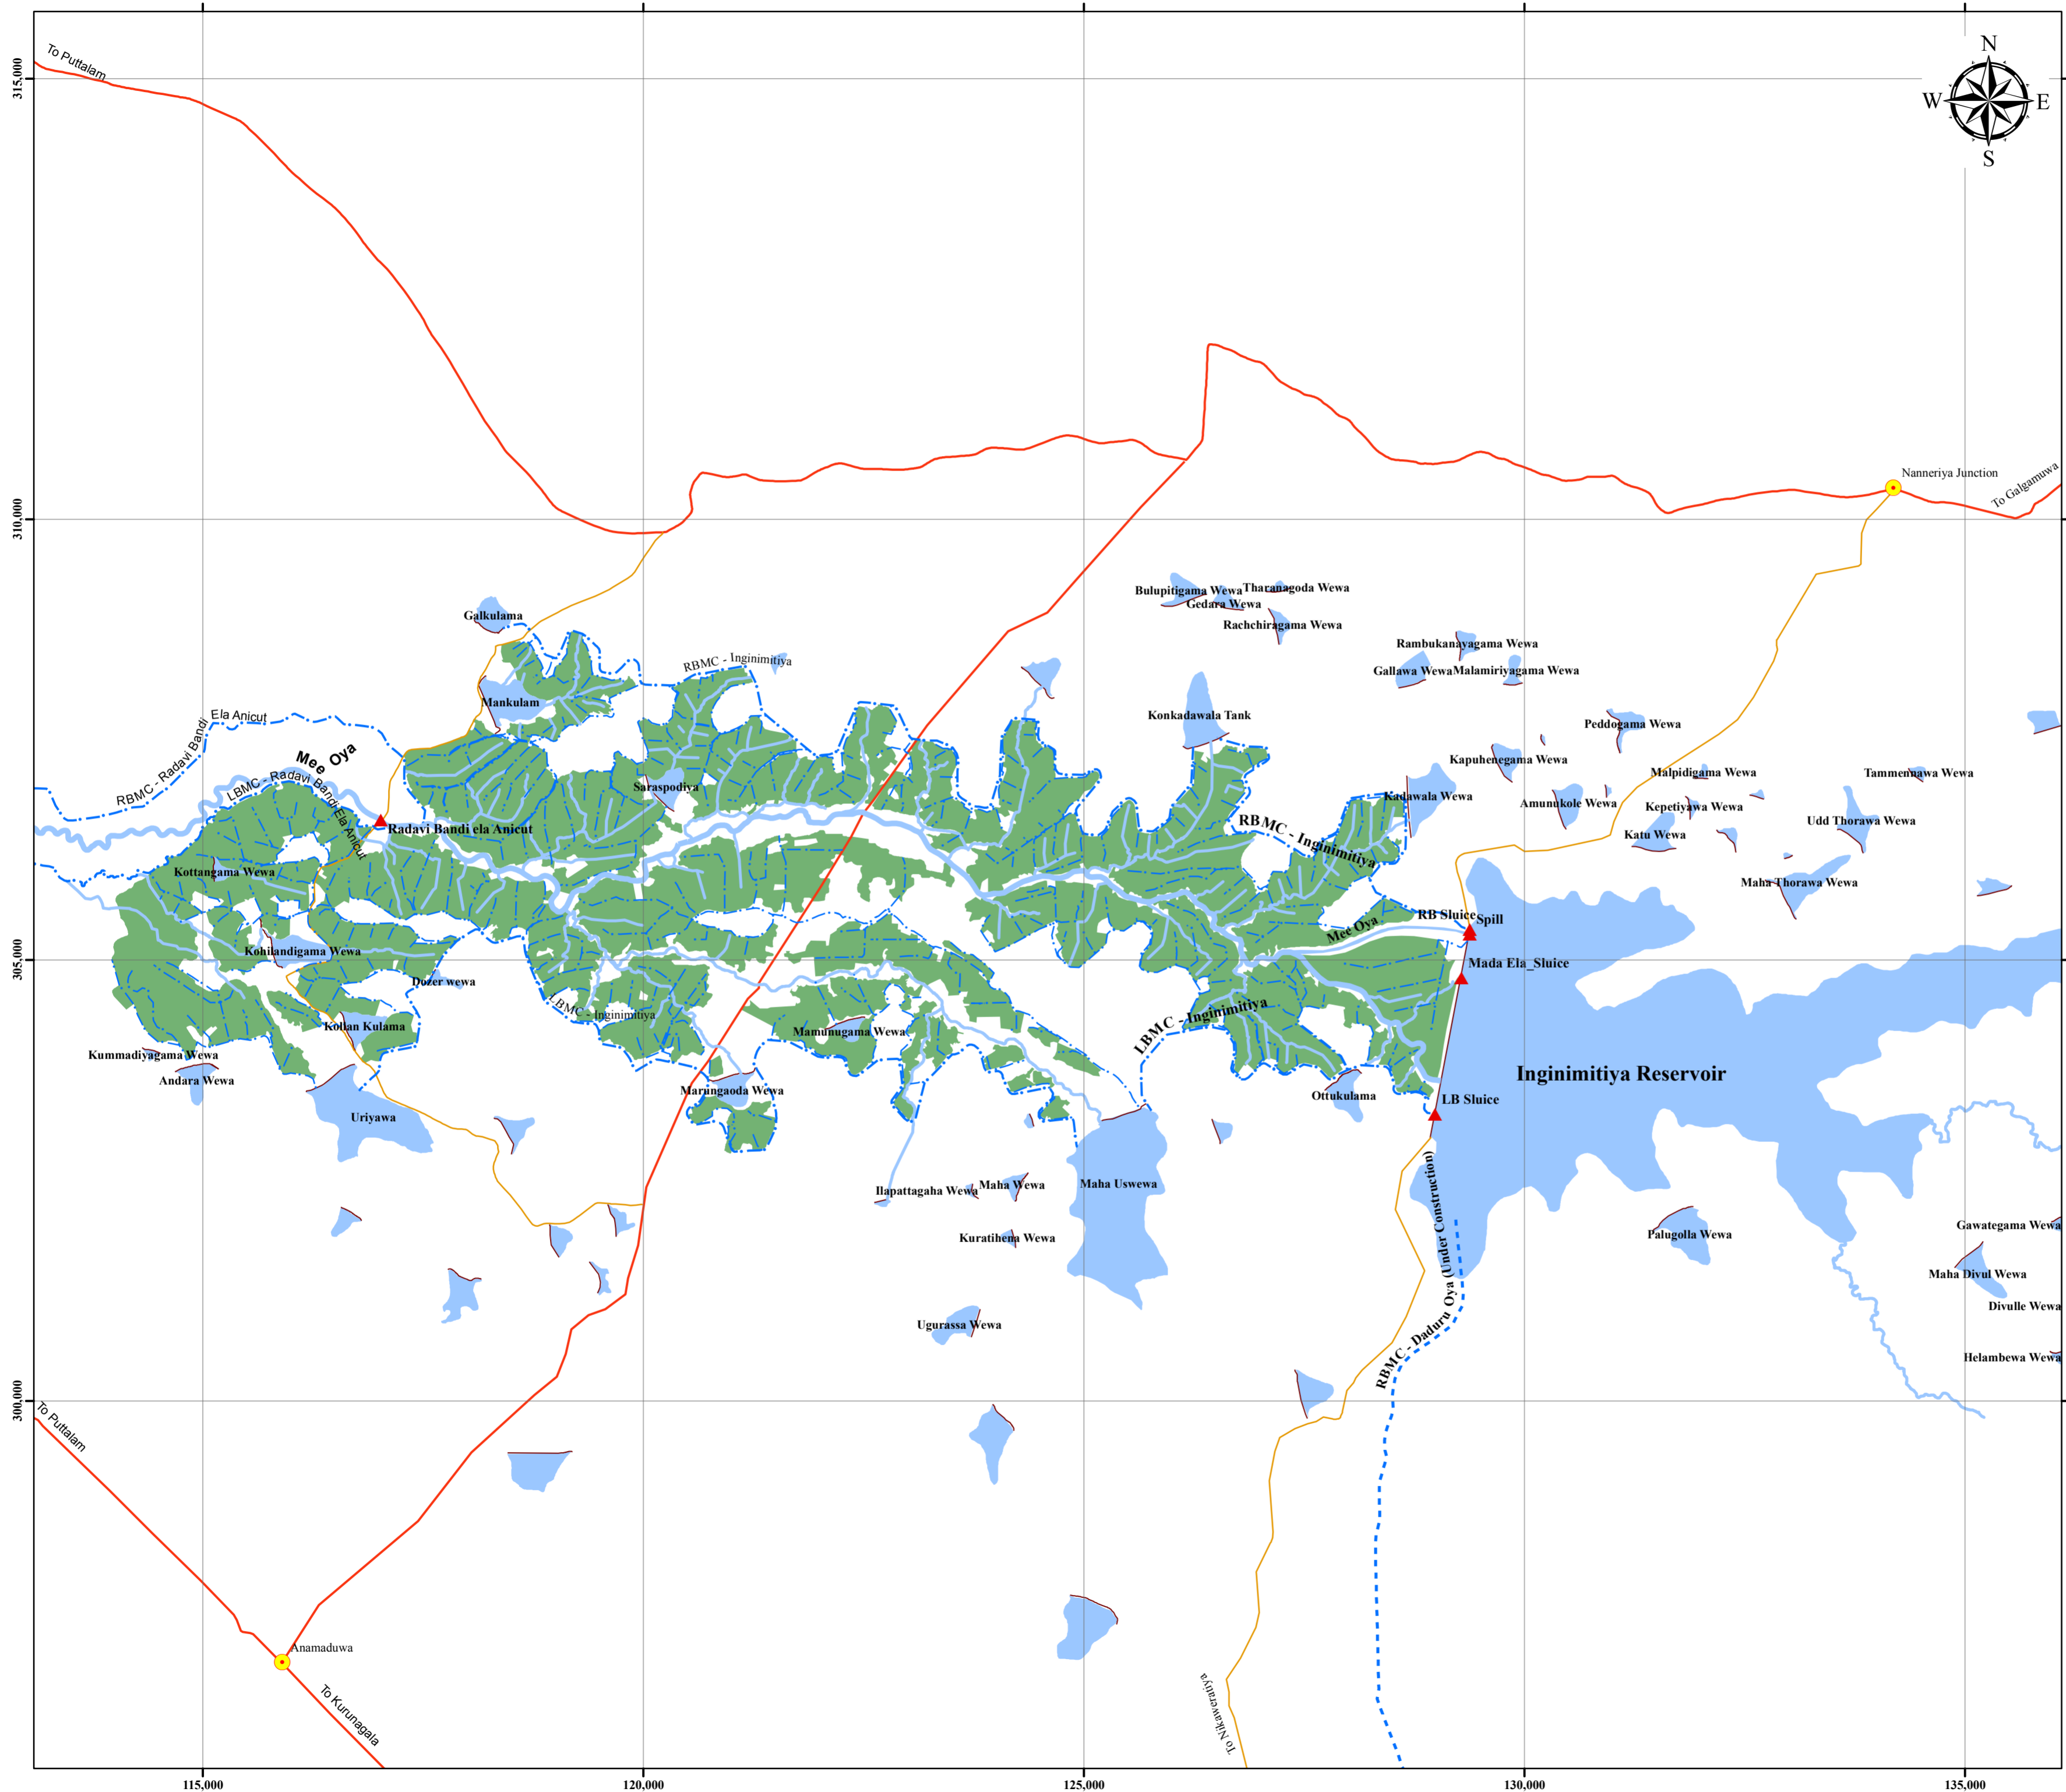 N
W E
S
To Puttalam
315,000
Nanneriya Junction
To Galgamuwa
310,000
Bulupitigama Wewa
Tharanagoda Wewa
Gedara Wewa
Galkulama
Rachchiragama Wewa
Rambukanayagama Wewa
RBMC - Inginimitiya
Gallawa Wewa
Malamiriyagama Wewa
Mankulam
RBMC - Radavi Bandi Ela Anicut
Konkadawala Tank
Peddogama Wewa
Mee Oya
Kapuhenegama Wewa
Malpidigama Wewa
Tammennawa Wewa
LBMC - Radavi Bandi Ela Anicut
Saraspodiya
Kadawala Wewa
Amunukole Wewa
Kepetiyawa Wewa
Udd Thorawa Wewa
Radavi Bandi ela Anicut
RBMC - Inginimitiya
Katu Wewa
Kottangama Wewa
Maha Thorawa Wewa
RB Sluice
Spill
Mee Oya
Kohilandigama Wewa
305,000
Mada Ela_Sluice
Dozer wewa
LBMC - Inginimitiya
LBMC - Inginimitiya
Kollan Kulama
Mamunugama Wewa
Kummadiyagama Wewa
Andara Wewa
Inginimitiya Reservoir
Mariingaoda Wewa
Ottukulama
LB Sluice
Uriyawa
Ilapattagaha Wewa
Maha Wewa
Maha Uswewa
Kuratihena Wewa
Palugolla Wewa
Gawategama Wewa
Maha Divul Wewa
Divulle Wewa
Ugurassa Wewa
RBMC - Daduru Oya (Under Construction)
Helambewa Wewa
300,000
To Puttalam
Anamaduwa
To Kurunagala
To Nikaweratiya
115,000 120,000 125,000 130,000 135,000